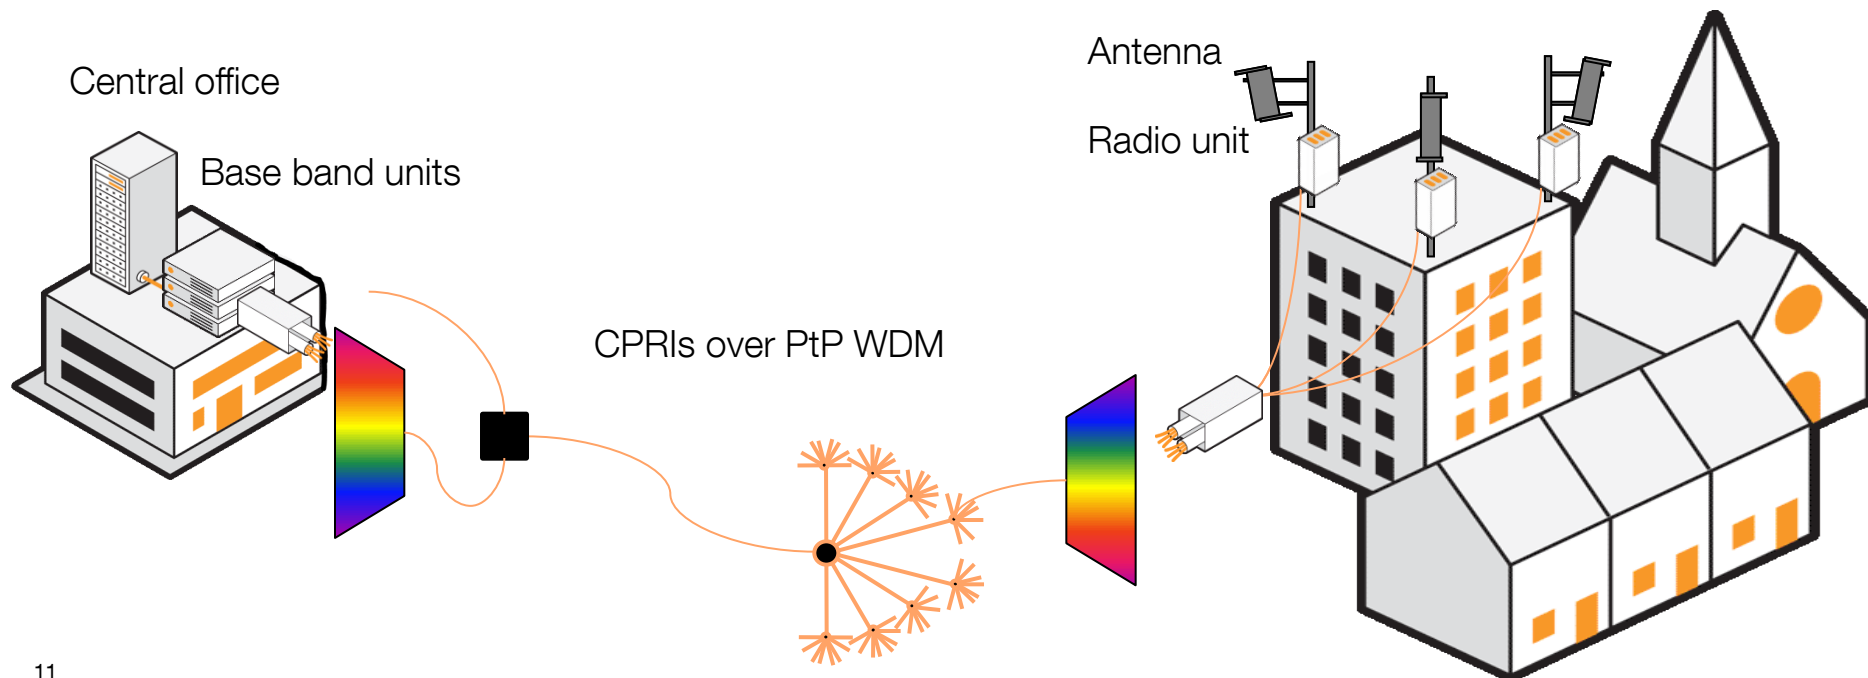 Central office
Base band units
CPRIs over PtP WDM
Antenna
Radio unit
11